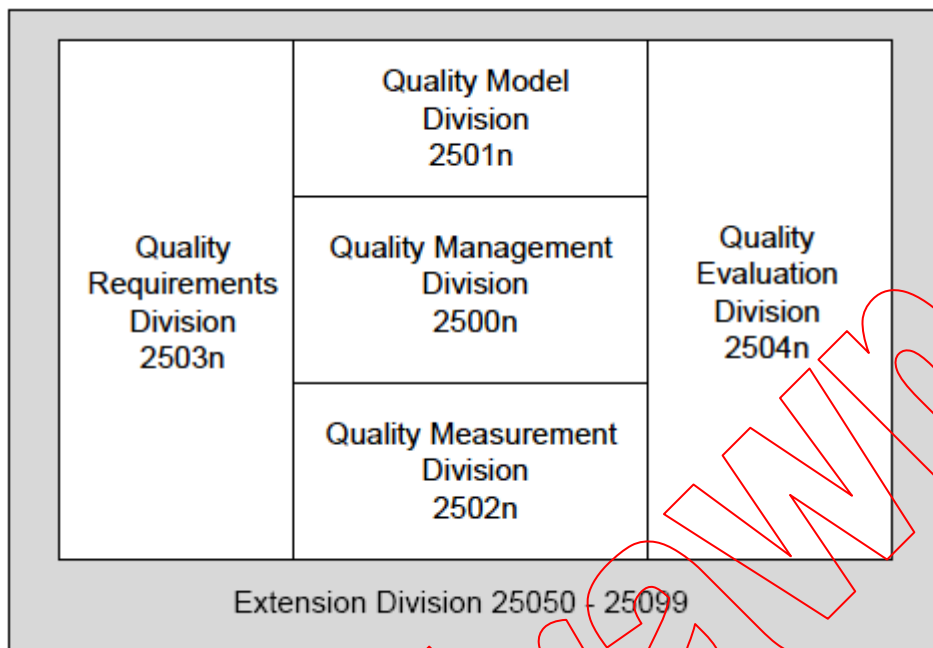 Quality Model
Division
2501n
Quality
Requirements
Division
2503n
Quality Management
Division
2500n
Quality
Evaluation
Division
2504n
Quality Measurement
Division
2502n
Extension Division 25050 - 25099